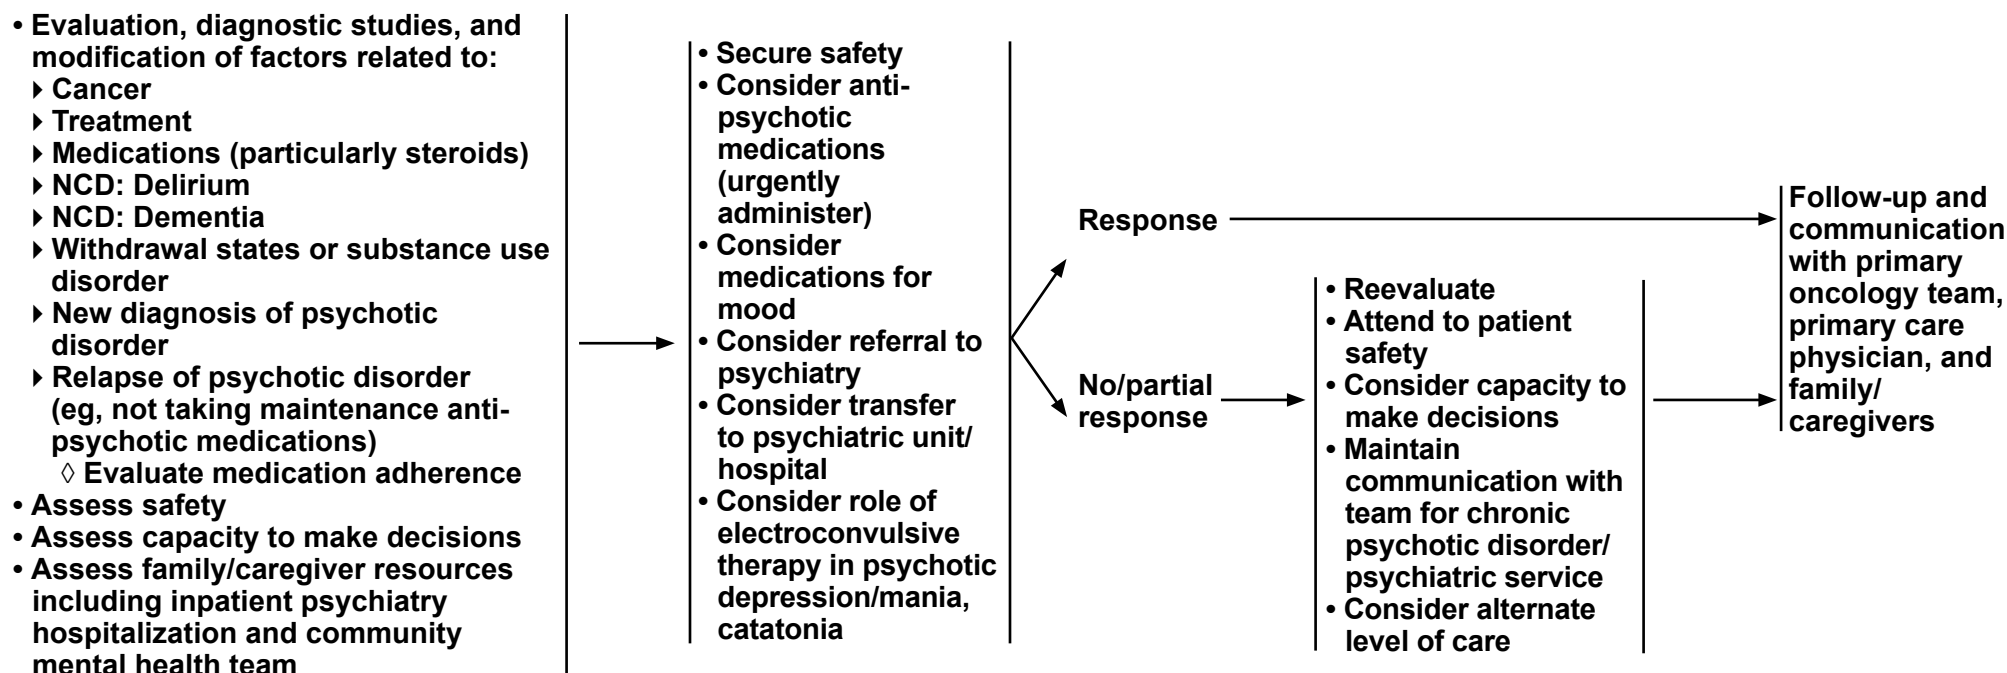 • Evaluation, diagnostic studies, and
modification of factors related to:
▸ Cancer
▸ Treatment
▸ Medications (particularly steroids)
▸ NCD: Delirium
▸ NCD: Dementia
▸ Withdrawal states or substance use
disorder
▸ New diagnosis of psychotic
disorder
▸ Relapse of psychotic disorder
(eg, not taking maintenance anti-
psychotic medications)
◊ Evaluate medication adherence
• Assess safety
• Assess capacity to make decisions
• Assess family/caregiver resources
including inpatient psychiatry
hospitalization and community
mental health team
• Secure safety
• Consider anti-
psychotic
medications
(urgently
administer)
• Consider
medications for
mood
• Consider referral to
psychiatry
• Consider transfer
to psychiatric unit/
hospital
• Consider role of
electroconvulsive
therapy in psychotic
depression/mania,
catatonia
Response
No/partial
response
• Reevaluate
• Attend to patient
safety
• Consider capacity to
make decisions
• Maintain
communication with
team for chronic
psychotic disorder/
psychiatric service
• Consider alternate
level of care
Follow-up and
communication
with primary
oncology team,
primary care
physician, and
family/
caregivers